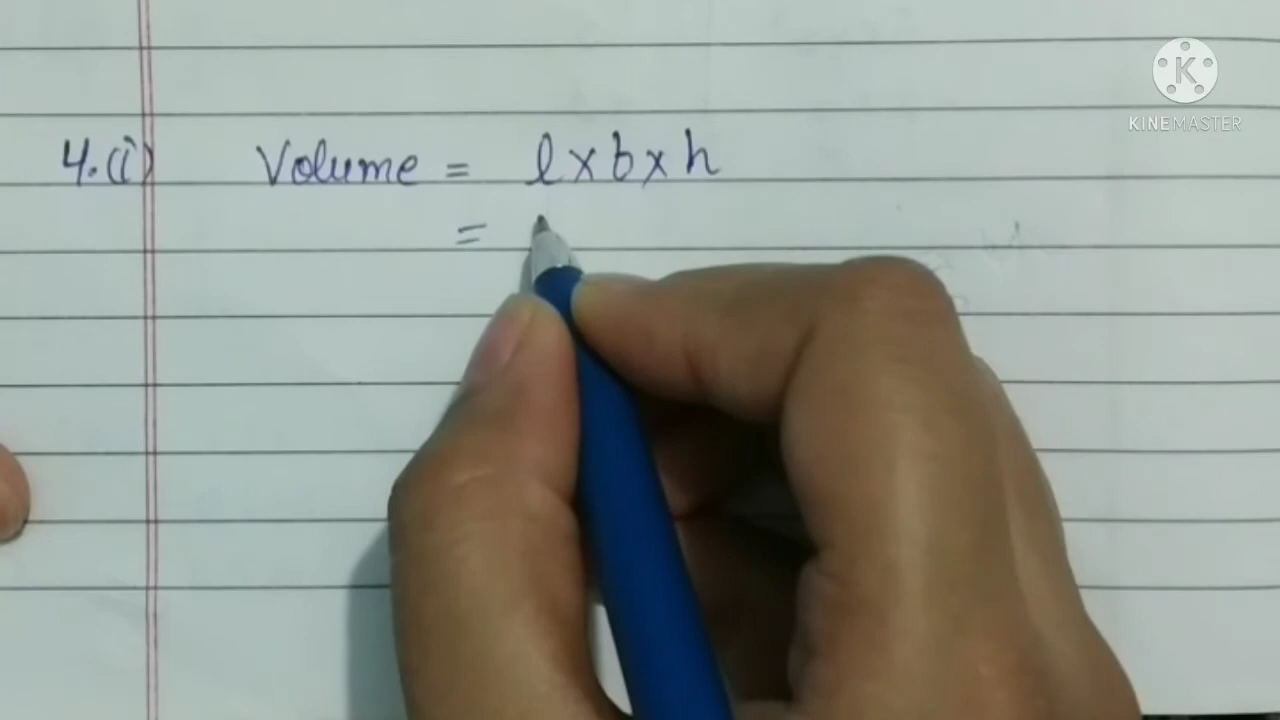 K
KINEMASTER
4.(i) Volume = l×b×h
=